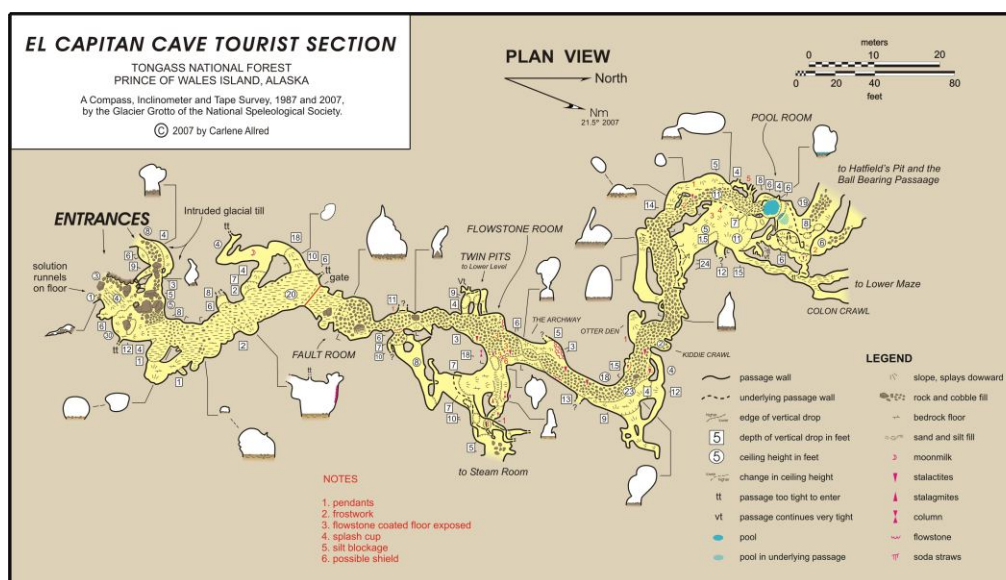 EL CAPITAN CAVE TOURIST SECTION
TONGASS NATIONAL FOREST
PRINCE OF WALES ISLAND, ALASKA
A Compass, Inclinometer and Tape Survey, 1987 and 2007,
by the Glacier Grotto of the National Speleological Society.
© 2007 by Carlene Allred
PLAN VIEW
North
Nm
21.5° 2007
meters
0 10 20
0 20 40 60 80
feet
POOL ROOM
to Hatfield's Pit and the
Ball Bearing Passaage
to Lower Maze
COLON CRAWL
ENTRANCES
Intruded glacial till
solution
runnels
on floor
gate
FAULT ROOM
FLOWSTONE ROOM
TWIN PITS
to Lower Level
THE ARCHWAY
OTTER DEN
KIDDIE CRAWL
to Steam Room
NOTES
1. pendants
2. frostwork
3. flowstone coated floor exposed
4. splash cup
5. silt blockage
6. possible shield
LEGEND
passage wall
underlying passage wall
edge of vertical drop
5 depth of vertical drop in feet
5 ceiling height in feet
change in ceiling height
tt passage too tight to enter
vt passage continues very tight
pool
pool in underlying passage
slope, splays dowward
rock and cobble fill
bedrock floor
sand and silt fill
moonmilk
stalactites
stalagmites
column
flowstone
soda straws